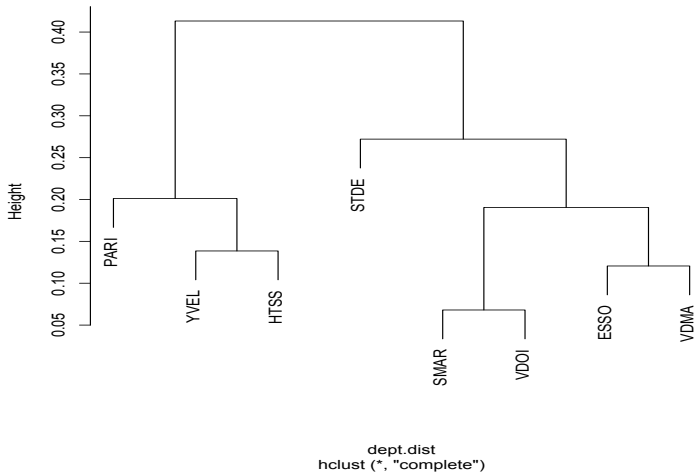 0.40
0.35
0.30
0.25
0.20
0.15
0.10
0.05
Height
PARI
YVEL
HTSS
STDE
SMAR
VDOI
ESSO
VDMA
dept.dist
hclust (*, "complete")